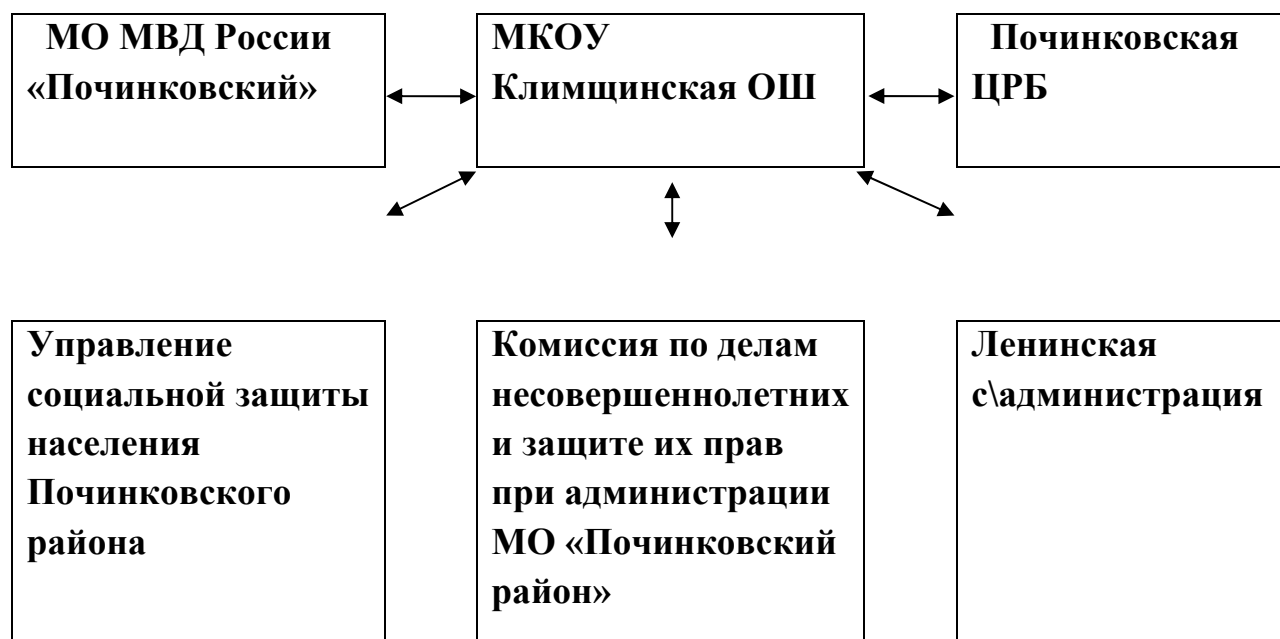 МО МВД России
«Починковский»
МКОУ
Климщинская ОШ
Починковская
ЦРБ
Управление
социальной защиты
населения
Починковского
района
Комиссия по делам
несовершеннолетних
и защите их прав
при администрации
МО «Починковский
район»
Ленинская
с\администрация